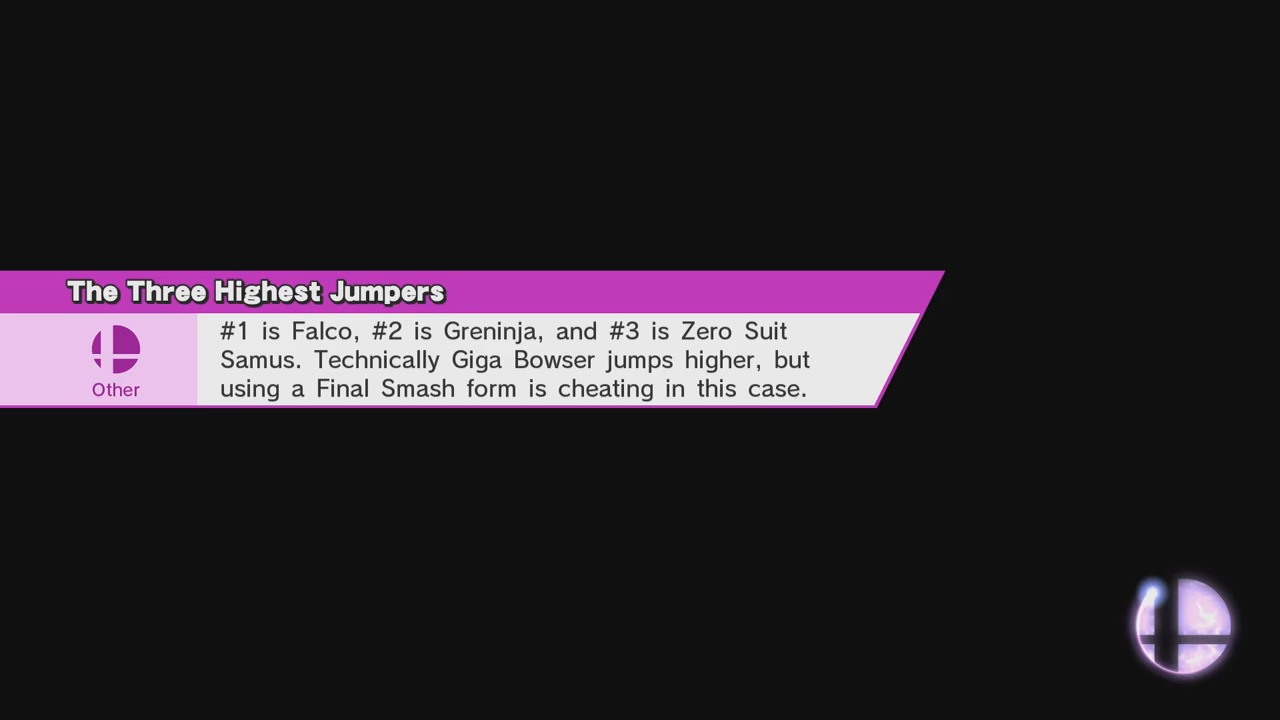 The Three Highest Jumpers
#1 is Falco, #2 is Greninja, and #3 is Zero Suit
Samus. Technically Giga Bowser jumps higher, but
using a Final Smash form is cheating in this case.
Other